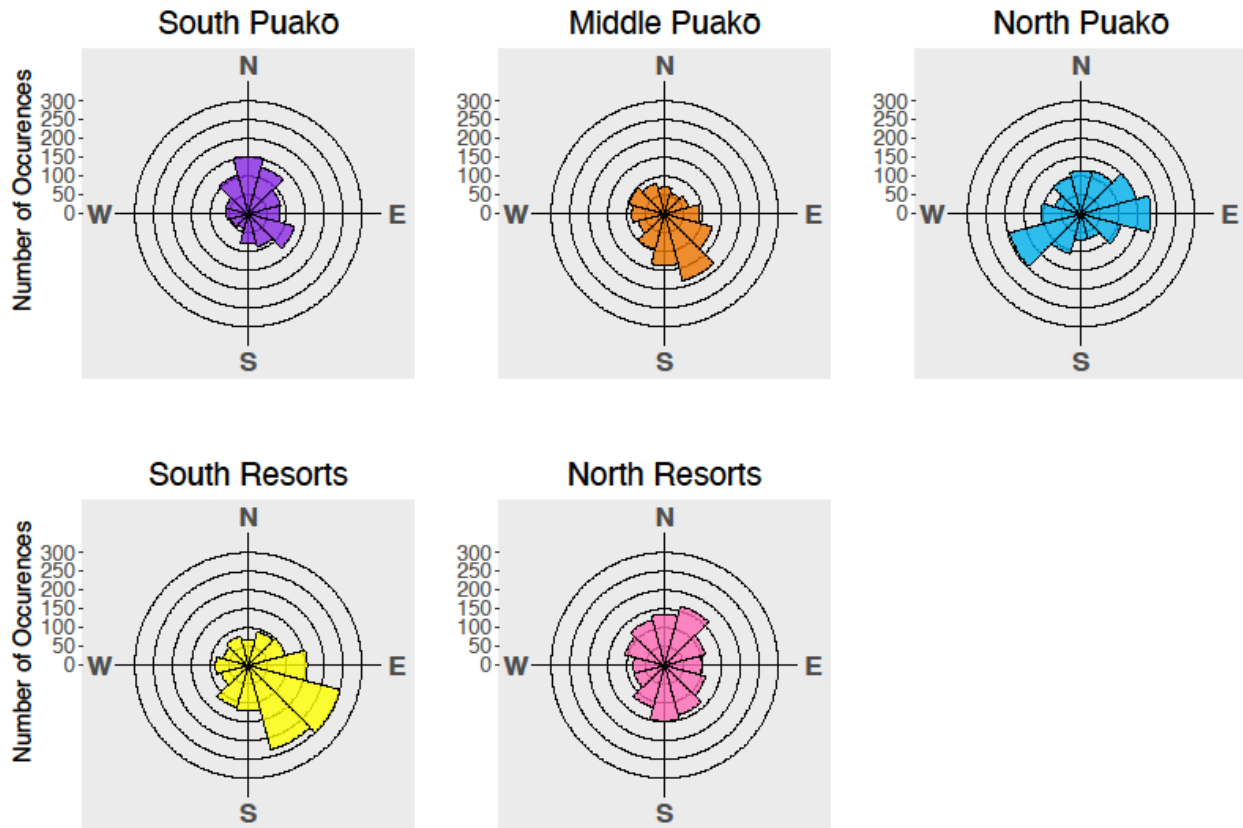 South Puakō
Middle Puakō
North Puakō
Number of Occurences
300
250
200
150
100
50
0
N
W
E
S
300
250
200
150
100
50
0
N
W
E
S
300
250
200
150
100
50
0
N
W
E
S
South Resorts
North Resorts
Number of Occurences
300
250
200
150
100
50
0
N
W
E
S
300
250
200
150
100
50
0
N
W
E
S